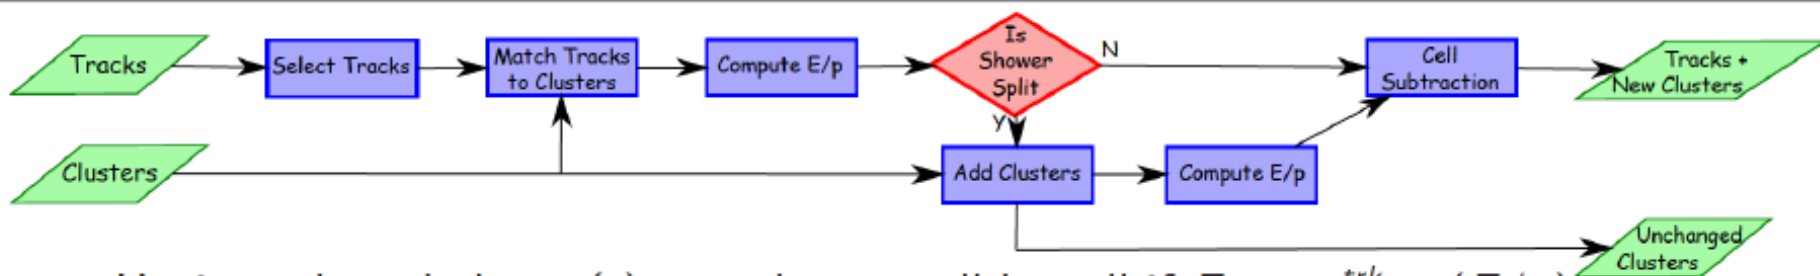 Tracks
Select Tracks
Match Tracks
to Clusters
Compute E/p
Is
Shower
Split
N
Y
Cell
Subtraction
Tracks +
New Clusters
Clusters
Add Clusters
Compute E/p
Unchanged
Clusters